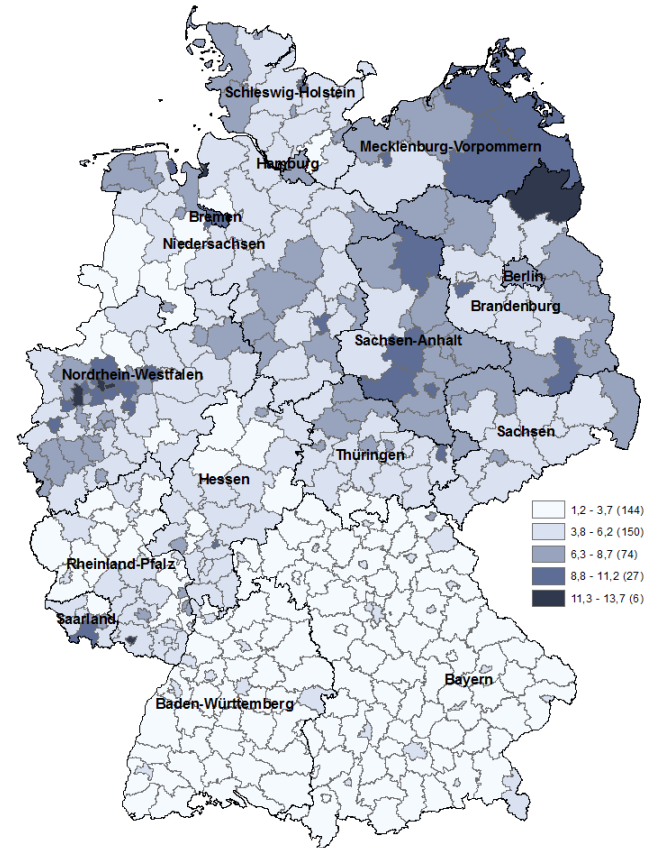 Schleswig-Holstein
Mecklenburg-Vorpommern
Hamburg
Bremen
Niedersachsen
Berlin
Brandenburg
Sachsen-Anhalt
Nordrhein-Westfalen
Sachsen
Thüringen
Hessen
Rheinland-Pfalz
Saarland
Bayern
Baden-Württemberg
1,2 - 3,7 (144)
3,8 - 6,2 (150)
6,3 - 8,7 (74)
8,8 - 11,2 (27)
11,3 - 13,7 (6)